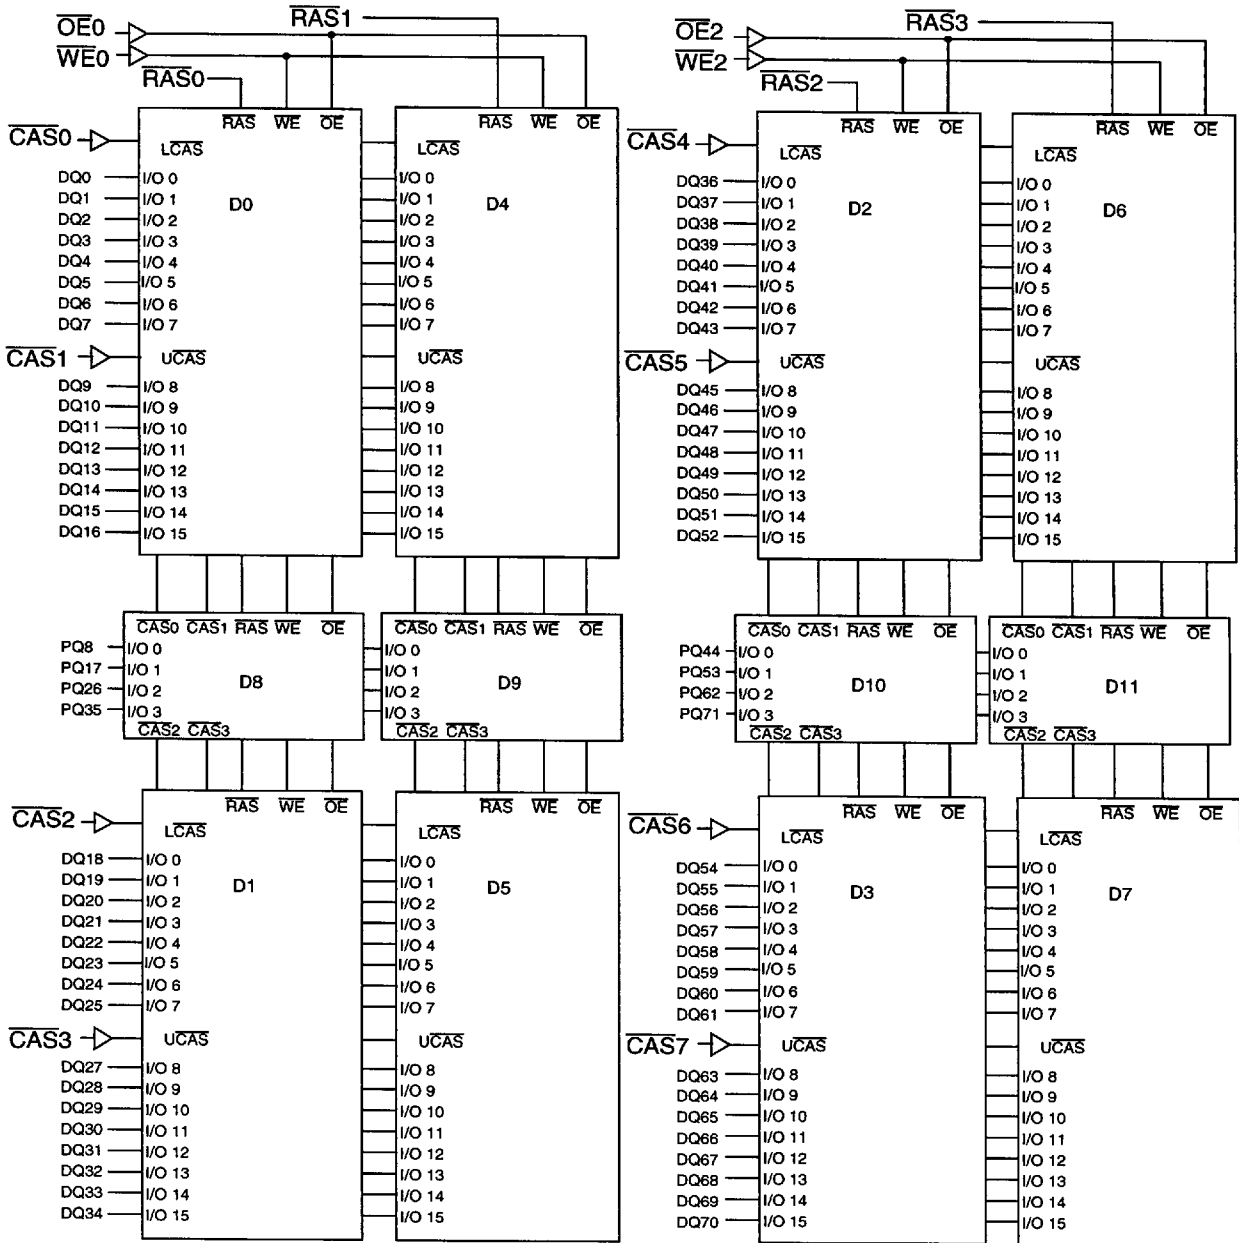 OE0
WE0
RAS1
RAS0
RAS WE OE
CAS0
LCAS
DQ0 I/O 0
DQ1 I/O 1
DQ2 I/O 2
DQ3 I/O 3
DQ4 I/O 4
DQ5 I/O 5
DQ6 I/O 6
DQ7 I/O 7
D0
CAS1
UCAS
DQ9 I/O 8
DQ10 I/O 9
DQ11 I/O 10
DQ12 I/O 11
DQ13 I/O 12
DQ14 I/O 13
DQ15 I/O 14
DQ16 I/O 15
RAS WE OE
LCAS
I/O 0
I/O 1
I/O 2
I/O 3
I/O 4
I/O 5
I/O 6
I/O 7
D4
UCAS
I/O 8
I/O 9
I/O 10
I/O 11
I/O 12
I/O 13
I/O 14
I/O 15
CAS0 CAS1 RAS WE OE
PQ8 I/O 0
PQ17 I/O 1
PQ26 I/O 2
PQ35 I/O 3
D8
CAS2 CAS3
CAS0 CAS1 RAS WE OE
I/O 0
I/O 1
I/O 2
I/O 3
D9
CAS2 CAS3
RAS WE OE
CAS2
LCAS
DQ18 I/O 0
DQ19 I/O 1
DQ20 I/O 2
DQ21 I/O 3
DQ22 I/O 4
DQ23 I/O 5
DQ24 I/O 6
DQ25 I/O 7
D1
CAS3
UCAS
DQ27 I/O 8
DQ28 I/O 9
DQ29 I/O 10
DQ30 I/O 11
DQ31 I/O 12
DQ32 I/O 13
DQ33 I/O 14
DQ34 I/O 15
RAS WE OE
LCAS
I/O 0
I/O 1
I/O 2
I/O 3
I/O 4
I/O 5
I/O 6
I/O 7
D5
UCAS
I/O 8
I/O 9
I/O 10
I/O 11
I/O 12
I/O 13
I/O 14
I/O 15
OE2
WE2
RAS3
RAS2
RAS WE OE
CAS4
LCAS
DQ36 I/O 0
DQ37 I/O 1
DQ38 I/O 2
DQ39 I/O 3
DQ40 I/O 4
DQ41 I/O 5
DQ42 I/O 6
DQ43 I/O 7
D2
CAS5
UCAS
DQ45 I/O 8
DQ46 I/O 9
DQ47 I/O 10
DQ48 I/O 11
DQ49 I/O 12
DQ50 I/O 13
DQ51 I/O 14
DQ52 I/O 15
RAS WE OE
LCAS
I/O 0
I/O 1
I/O 2
I/O 3
I/O 4
I/O 5
I/O 6
I/O 7
D6
UCAS
I/O 8
I/O 9
I/O 10
I/O 11
I/O 12
I/O 13
I/O 14
I/O 15
CAS0 CAS1 RAS WE OE
PQ44 I/O 0
PQ53 I/O 1
PQ62 I/O 2
PQ71 I/O 3
D10
CAS2 CAS3
CAS0 CAS1 RAS WE OE
I/O 0
I/O 1
I/O 2
I/O 3
D11
CAS2 CAS3
RAS WE OE
CAS6
LCAS
DQ54 I/O 0
DQ55 I/O 1
DQ56 I/O 2
DQ57 I/O 3
DQ58 I/O 4
DQ59 I/O 5
DQ60 I/O 6
DQ61 I/O 7
D3
CAS7
UCAS
DQ63 I/O 8
DQ64 I/O 9
DQ65 I/O 10
DQ66 I/O 11
DQ67 I/O 12
DQ68 I/O 13
DQ69 I/O 14
DQ70 I/O 15
RAS WE OE
LCAS
I/O 0
I/O 1
I/O 2
I/O 3
I/O 4
I/O 5
I/O 6
I/O 7
D7
UCAS
I/O 8
I/O 9
I/O 10
I/O 11
I/O 12
I/O 13
I/O 14
I/O 15